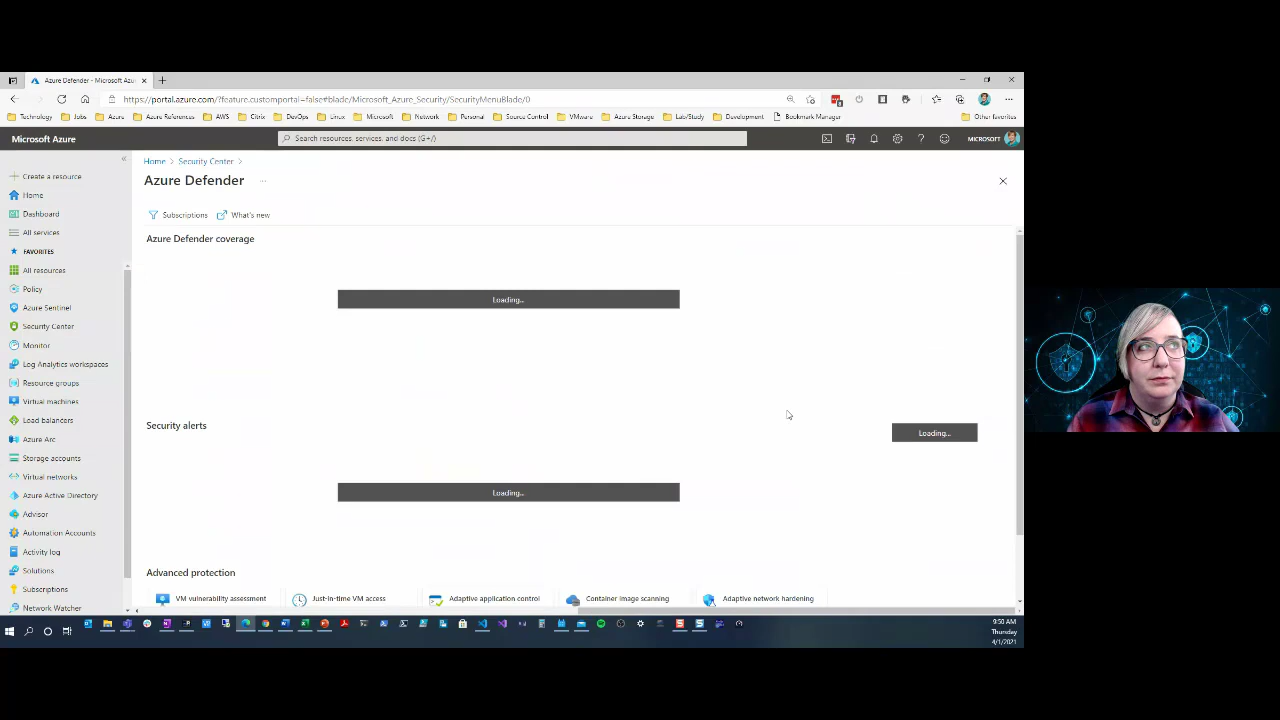 Azure Defender - Microsoft Azu
https://portal.azure.com/?feature.customportal=false#blade/Microsoft_Azure_Security/SecurityMenuBlade/0
Technology Jobs Azure Azure References AWS Citrix DevOps Linux Microsoft Network Personal Source Control VMware Azure Storage Lab/Study Development Bookmark Manager Other favorites
Microsoft Azure
Search resources, services, and docs (G+/)
MICROSOFT
Create a resource
Home
Dashboard
All services
FAVORITES
All resources
Policy
Azure Sentinel
Security Center
Monitor
Log Analytics workspaces
Resource groups
Virtual machines
Load balancers
Azure Arc
Storage accounts
Virtual networks
Azure Active Directory
Advisor
Automation Accounts
Activity log
Solutions
Subscriptions
Network Watcher
Home > Security Center >
Azure Defender ...
Subscriptions What's new
Azure Defender coverage
Loading...
Security alerts
Loading...
Loading...
Advanced protection
VM vulnerability assessment
Just-in-time VM access
Adaptive application control
Container image scanning
Adaptive network hardening
9:50 AM
Thursday
4/1/2021